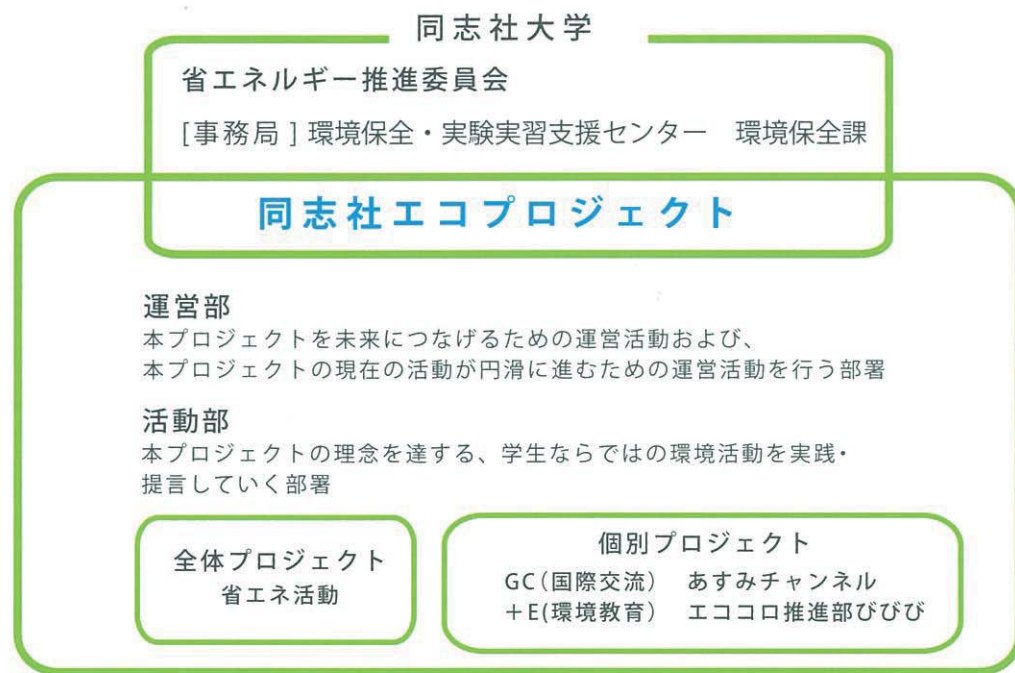 同志社大学
省エネルギー推進委員会
[事務局] 環境保全・実験実習支援センター　環境保全課
同志社エコプロジェクト
運営部
本プロジェクトを未来につなげるための運営活動および、
本プロジェクトの現在の活動が円滑に進むための運営活動を行う部署
活動部
本プロジェクトの理念を達する、学生ならではの環境活動を実践・
提言していく部署
全体プロジェクト
省エネ活動
個別プロジェクト
GC(国際交流)　あすみチャンネル
＋E(環境教育)　エココロ推進部びびび